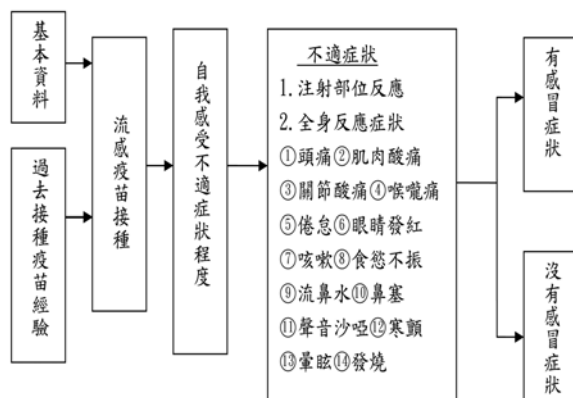 基本資料
過去接種疫苗經驗
流感疫苗接種
自我感受不適症狀程度
不適症狀
1.注射部位反應
2.全身反應症狀
①頭痛②肌肉酸痛
③關節酸痛④喉嚨痛
⑤倦怠⑥眼睛發紅
⑦咳嗽⑧食慾不振
⑨流鼻水⑩鼻塞
⑪聲音沙啞⑫寒顫
⑬暈眩⑭發燒
有感冒症狀
沒有感冒症狀